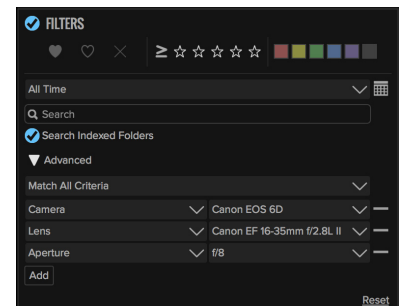 FILTERS
≥
All Time
Search
Search Indexed Folders
Advanced
Match All Criteria
Camera Canon EOS 6D
Lens Canon EF 16-35mm f/2.8L II
Aperture f/8
Add
Reset